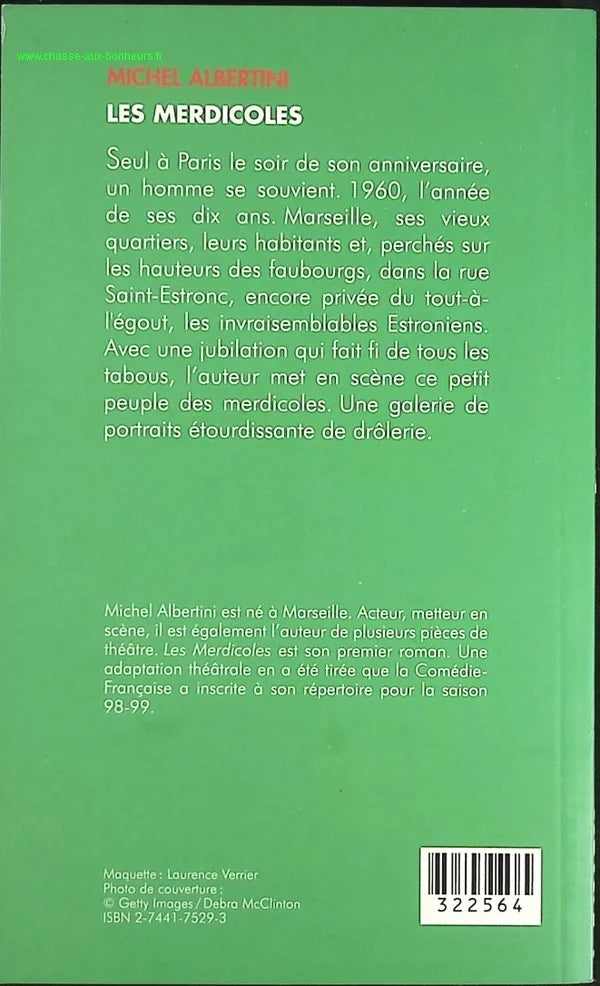 www.chasse-aux-bonheurs.fr
MICHEL ALBERTINI
LES MERDICOLES
Seul à Paris le soir de son anniversaire,
un homme se souvient. 1960, l'année
de ses dix ans. Marseille, ses vieux
quartiers, leurs habitants et, perchés sur
les hauteurs des faubourgs, dans la rue
Saint-Estronc, encore privée du tout-à-
l'égout, les invraisemblables Estroniens.
Avec une jubilation qui fait fi de tous les
tabous, l'auteur met en scène ce petit
peuple des merdicoles. Une galerie de
portraits étourdissante de drôlerie.
Michel Albertini est né à Marseille. Acteur, metteur en
scène, il est également l'auteur de plusieurs pièces de
théâtre. Les Merdicoles est son premier roman. Une
adaptation théâtrale en a été tirée que la Comédie-
Française a inscrite à son répertoire pour la saison
98-99.
Maquette : Laurence Verrier
Photo de couverture :
© Getty Images / Debra McClinton
ISBN 2-7441-7529-3
322564